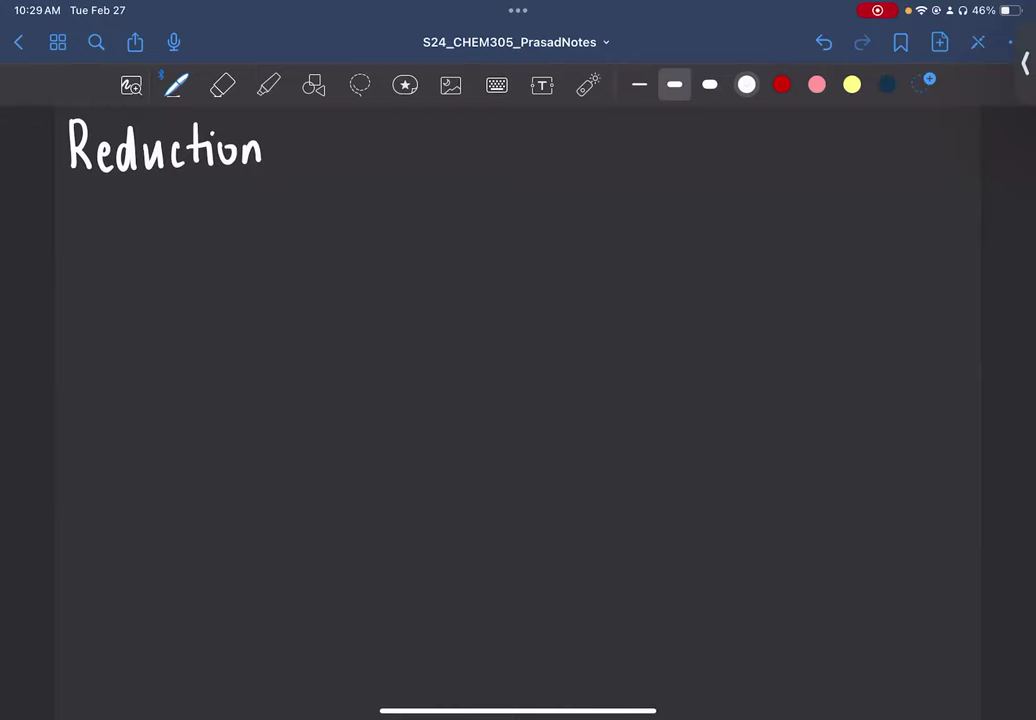 10:29 AM Tue Feb 27
46%
S24_CHEM305_PrasadNotes
T
Reduction